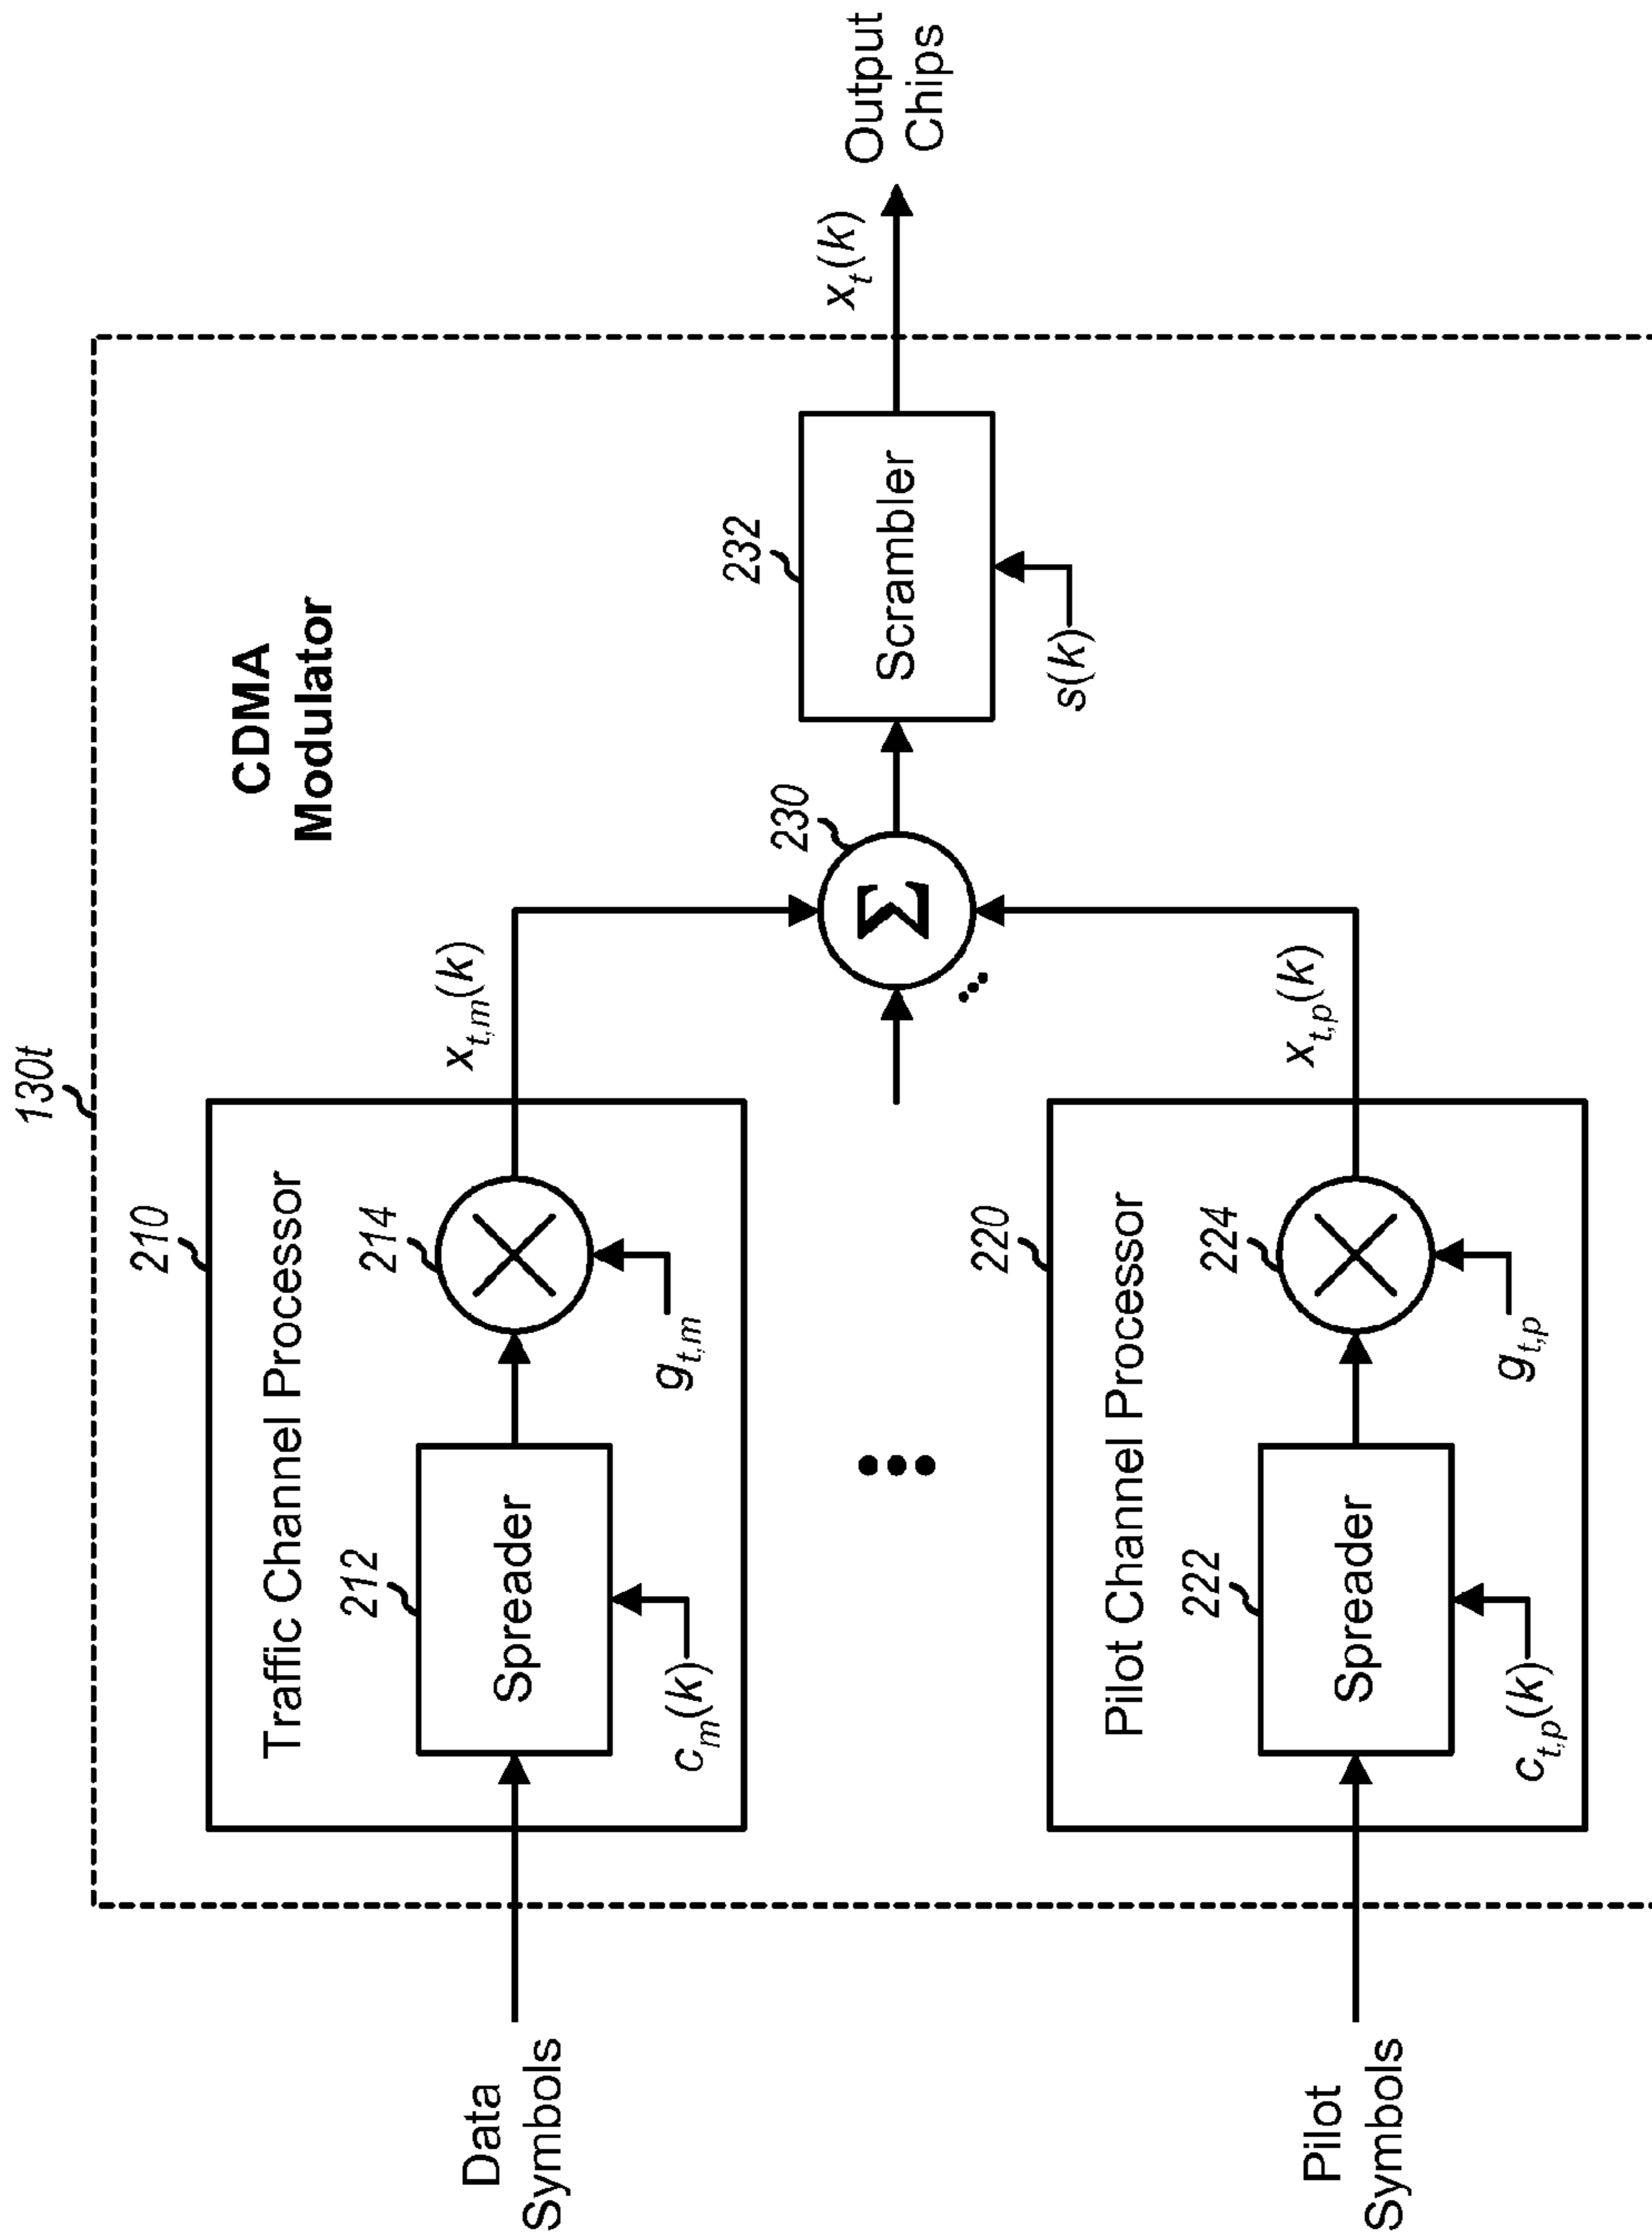 130t
CDMA
Modulator
210
Traffic Channel Processor
212
214
Data
Symbols
Spreader
c_m(k)
g_{t,m}
x_{t,m}(k)
230
Σ
232
Scrambler
s(k)
x_t(k)
Output
Chips
220
Pilot Channel Processor
222
224
Pilot
Symbols
Spreader
c_{t,p}(k)
g_{t,p}
x_{t,p}(k)